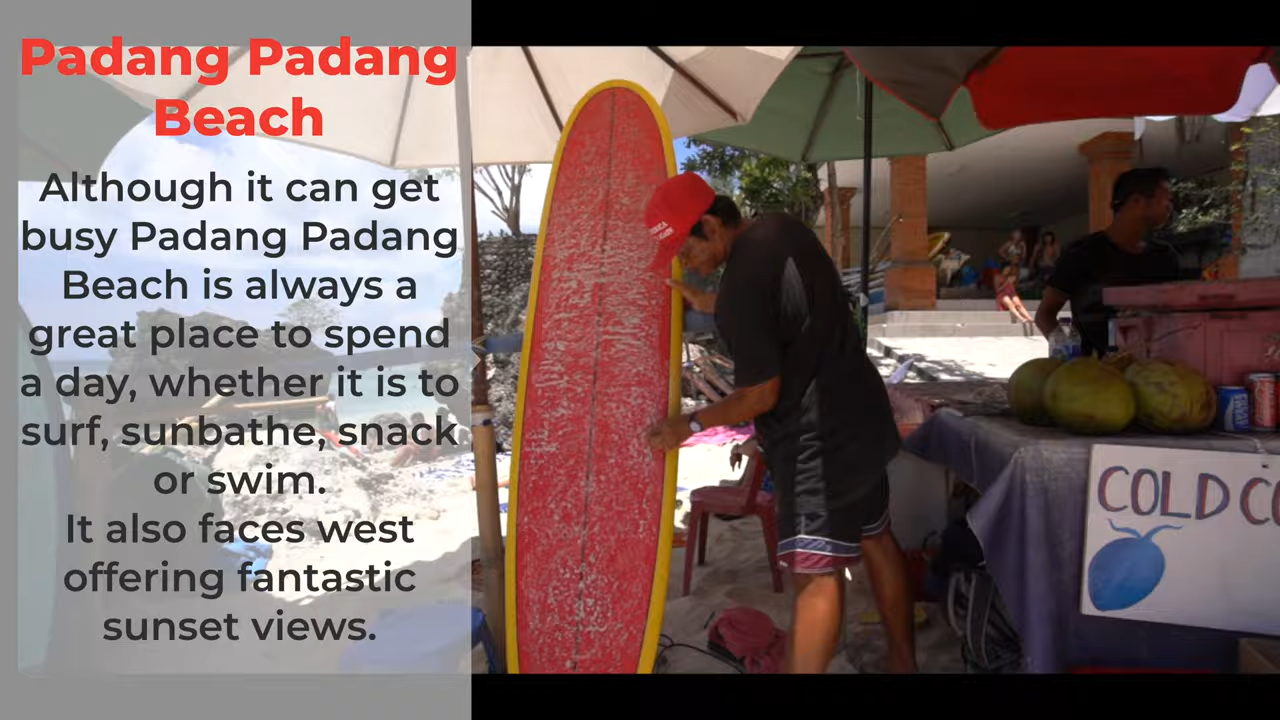 Padang Padang
Beach
Although it can get
busy Padang Padang
Beach is always a
great place to spend
a day, whether it is to
surf, sunbathe, snack
or swim.
It also faces west
offering fantastic
sunset views.
COLD CO